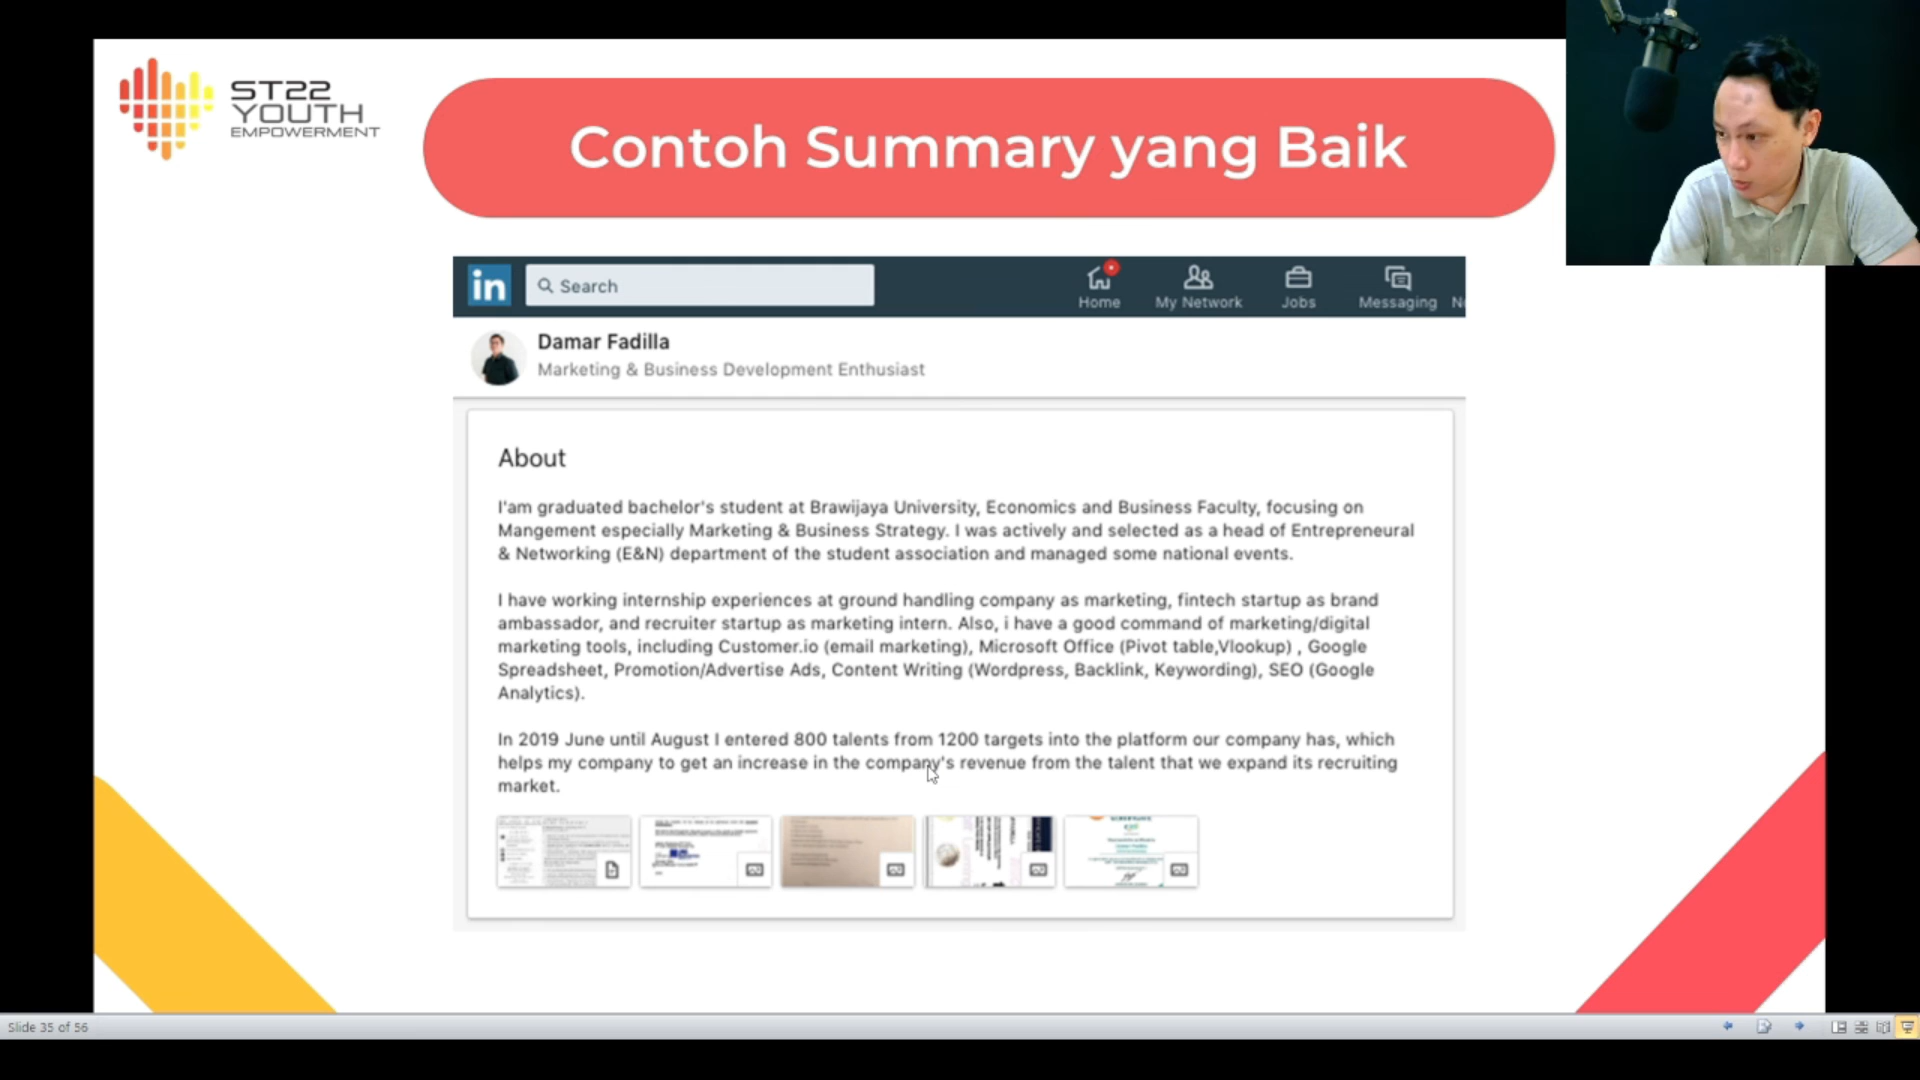 ST22
YOUTH
EMPOWERMENT
Contoh Summary yang Baik
in
Search
Home
My Network
Jobs
Messaging
Damar Fadilla
Marketing & Business Development Enthusiast
About
I'am graduated bachelor's student at Brawijaya University, Economics and Business Faculty, focusing on
Mangement especially Marketing & Business Strategy. I was actively and selected as a head of Entrepreneural
& Networking (E&N) department of the student association and managed some national events.
I have working internship experiences at ground handling company as marketing, fintech startup as brand
ambassador, and recruiter startup as marketing intern. Also, i have a good command of marketing/digital
marketing tools, including Customer.io (email marketing), Microsoft Office (Pivot table,Vlookup) , Google
Spreadsheet, Promotion/Advertise Ads, Content Writing (Wordpress, Backlink, Keywording), SEO (Google
Analytics).
In 2019 June until August I entered 800 talents from 1200 targets into the platform our company has, which
helps my company to get an increase in the company's revenue from the talent that we expand its recruiting
market.
Slide 35 of 56